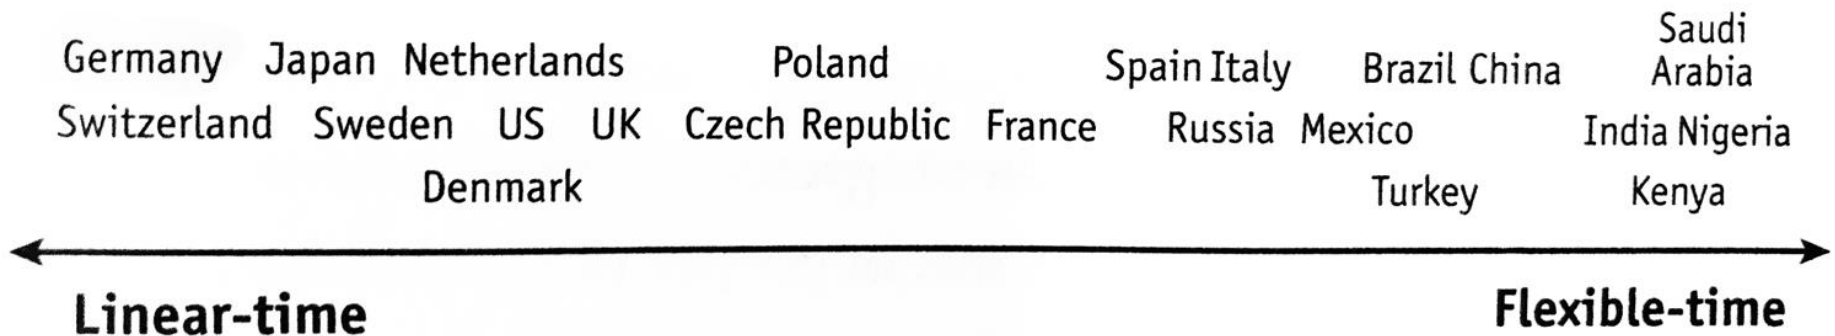 Saudi
Germany Japan Netherlands Poland Spain Italy Brazil China Arabia
Switzerland Sweden US UK Czech Republic France Russia Mexico India Nigeria
Denmark Turkey Kenya
Linear-time Flexible-time